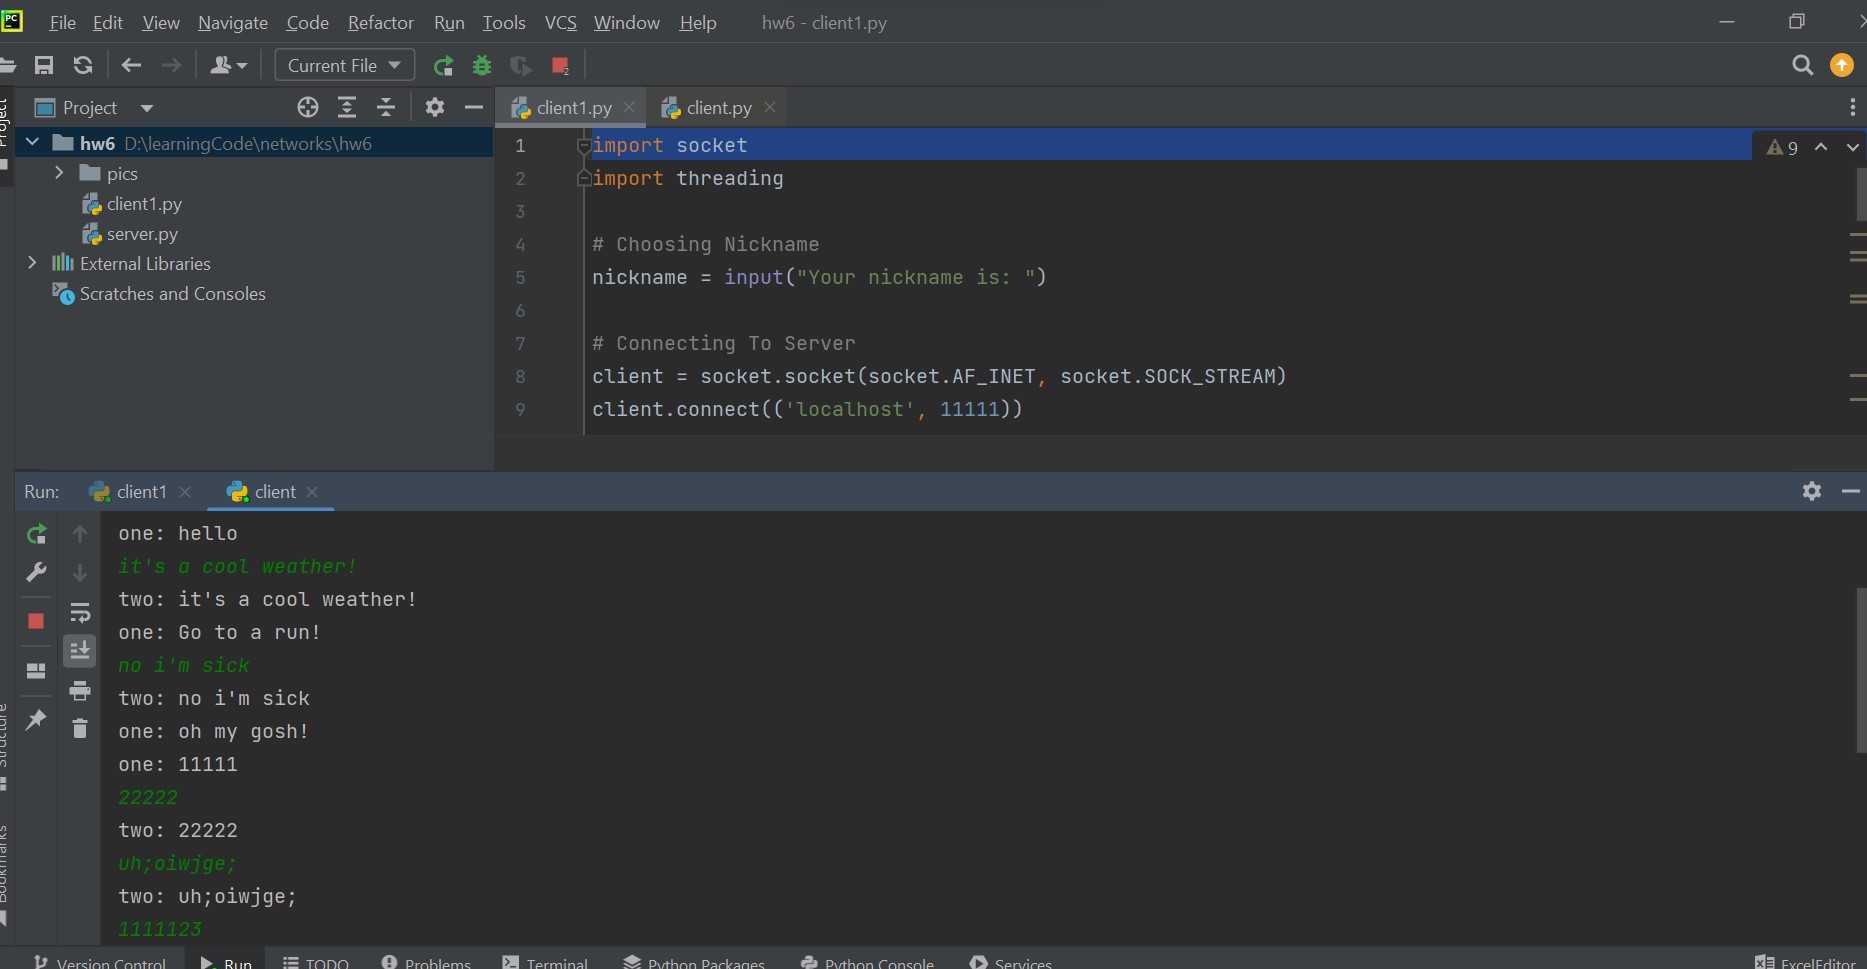 PC File Edit View Navigate Code Refactor Run Tools VCS Window Help hw6 - client1.py
Current File 2
Project client1.py client.py
Project
hw6 D:\learningCode\networks\hw6
pics
client1.py
server.py
External Libraries
Scratches and Consoles
9
1 import socket
2 import threading
3
4 # Choosing Nickname
5 nickname = input("Your nickname is: ")
6
7 # Connecting To Server
8 client = socket.socket(socket.AF_INET, socket.SOCK_STREAM)
9 client.connect(('localhost', 11111))
Run: client1 client
one: hello
it's a cool weather!
two: it's a cool weather!
one: Go to a run!
no i'm sick
two: no i'm sick
one: oh my gosh!
one: 11111
22222
two: 22222
uh;oiwjge;
two: uh;oiwjge;
1111123
Structure
Bookmarks
Version Control Run TODO Problems Terminal Python Packages Python Console Services ExcelEditor